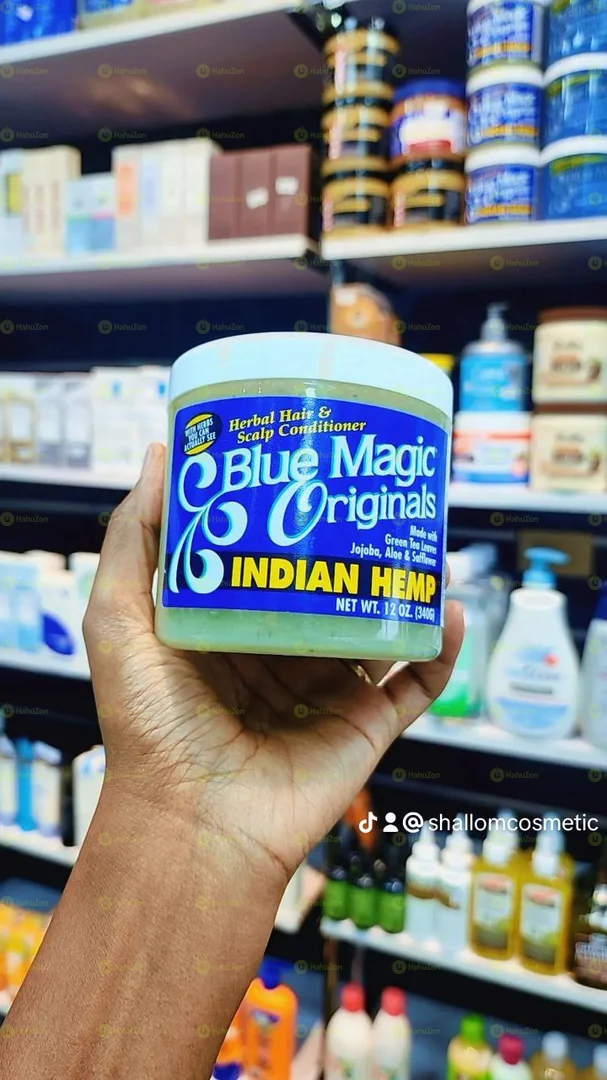 WITH HERBS
YOU CAN
ACTUALLY SEE
Herbal Hair &
Scalp Conditioner
Blue Magic
Originals
Made with
Green Tea Leaves
Jojoba, Aloe & Safflower
INDIAN HEMP
NET WT. 12 OZ. (340G)
@shallomcosmetic
HahuZon